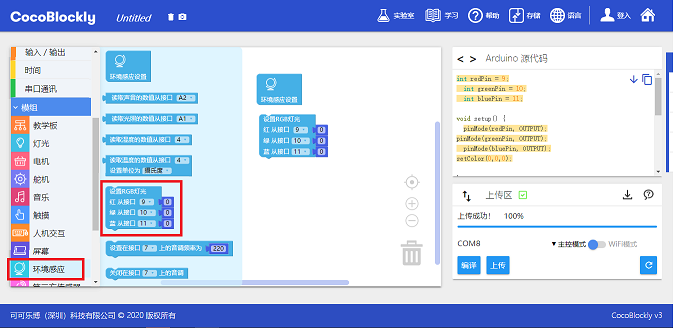 CocoBlockly
Untitled
实验室
学习
帮助
存储
语言
登入
输入 / 输出
时间
串口通讯
模组
教学板
灯光
电机
舵机
音乐
触摸
人机交互
屏幕
环境/感应
环境感应设置
读取声音的数值从接口 A2
读取光照的数值从接口 A1
读取湿度的数值从接口 4
读取温度的数值从接口 4
设置单位为 摄氏度
设置RGB灯光
红 从接口 9 0
绿 从接口 10 0
蓝 从接口 11 0
设置在接口 7 上的音调频率为 220
关闭在接口 7 上的音调
环境感应设置
设置RGB灯光
红 从接口 9 0
绿 从接口 10 0
蓝 从接口 11 0
< > Arduino 源代码
int redPin = 9;
int greenPin = 10;
int bluePin = 11;
void setup() {
pinMode(redPin, OUTPUT);
pinMode(greenPin, OUTPUT);
pinMode(bluePin, OUTPUT);
setColor(0,0,0);
上传区
上传成功! 100%
COM8
主控模式
WiFi模式
编译
上传
可可乐博（深圳）科技有限公司 © 2020 版权所有
CocoBlockly v3